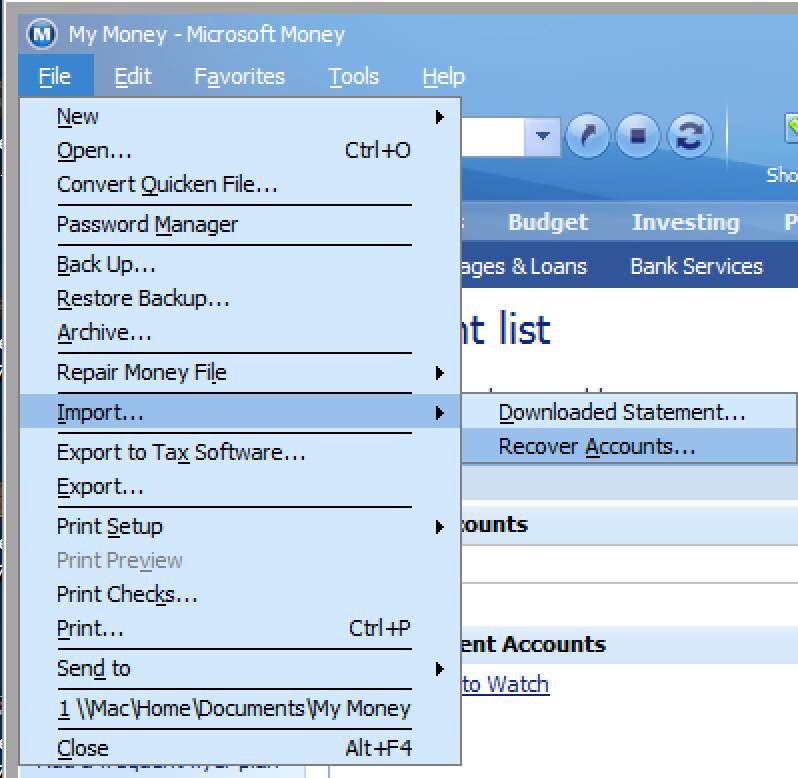 My Money - Microsoft Money
File Edit Favorites Tools Help
New
Open... Ctrl+O
Convert Quicken File...
Password Manager
Back Up...
Restore Backup...
Archive...
Repair Money File
Import...
Export to Tax Software...
Export...
Print Setup
Print Preview
Print Checks...
Print... Ctrl+P
Send to
1 \\Mac\Home\Documents\My Money
Close Alt+F4
Downloaded Statement...
Recover Accounts...
Sho
Budget Investing P
ages & Loans Bank Services
nt list
counts
ent Accounts
to Watch